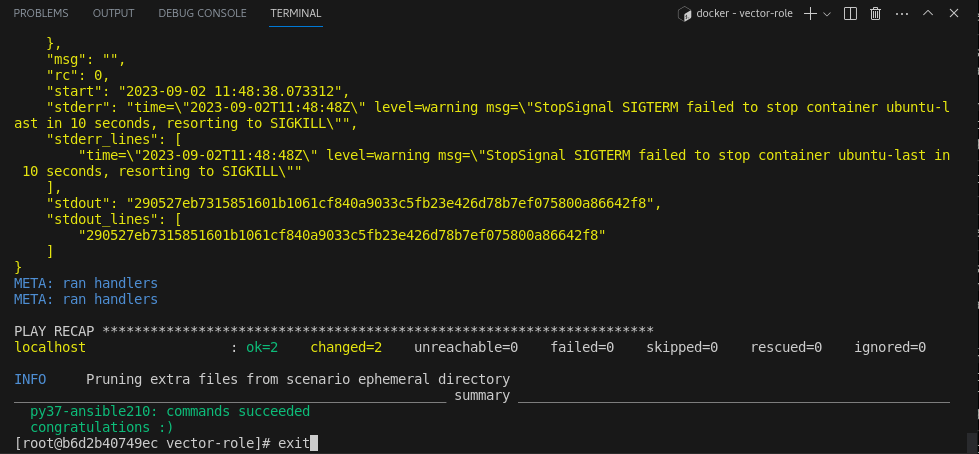 PROBLEMS OUTPUT DEBUG CONSOLE TERMINAL docker - vector-role
    },
    "msg": "",
    "rc": 0,
    "start": "2023-09-02 11:48:38.073312",
    "stderr": "time=\"2023-09-02T11:48:48Z\" level=warning msg=\"StopSignal SIGTERM failed to stop container ubuntu-l
ast in 10 seconds, resorting to SIGKILL\"",
    "stderr_lines": [
        "time=\"2023-09-02T11:48:48Z\" level=warning msg=\"StopSignal SIGTERM failed to stop container ubuntu-last in
 10 seconds, resorting to SIGKILL\""
    ],
    "stdout": "290527eb7315851601b1061cf840a9033c5fb23e426d78b7ef075800a86642f8",
    "stdout_lines": [
        "290527eb7315851601b1061cf840a9033c5fb23e426d78b7ef075800a86642f8"
    ]
}
META: ran handlers
META: ran handlers
PLAY RECAP *********************************************************************
localhost                  : ok=2    changed=2    unreachable=0    failed=0    skipped=0    rescued=0    ignored=0
INFO     Pruning extra files from scenario ephemeral directory
______________________________________________________ summary ______________________________________________________
  py37-ansible210: commands succeeded
  congratulations :)
[root@b6d2b40749ec vector-role]# exit